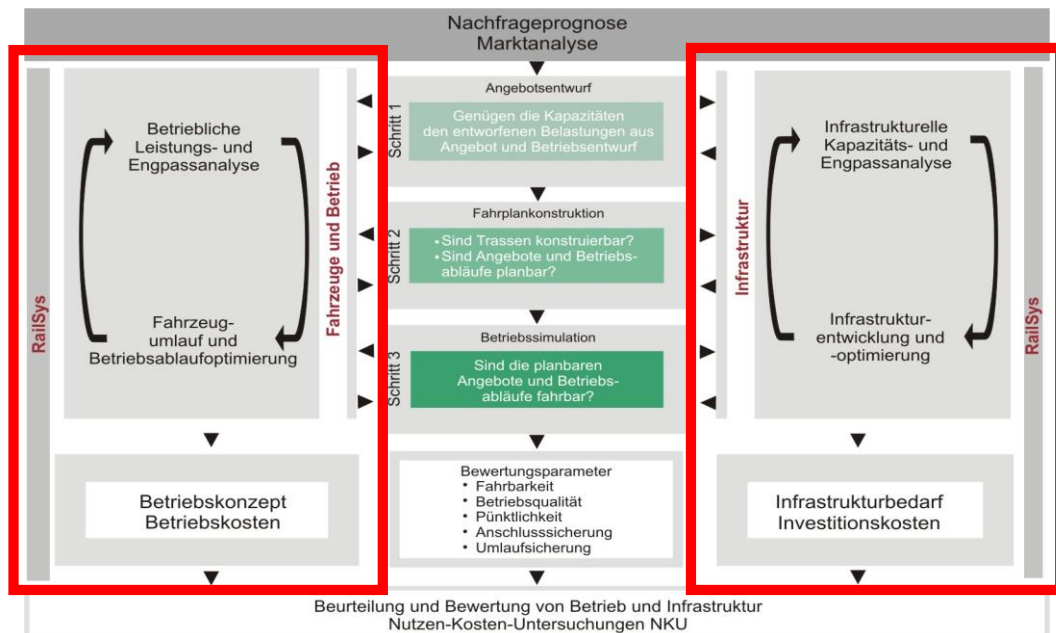 Nachfrageprognose
Marktanalyse
RailSys
Betriebliche
Leistungs- und
Engpassanalyse
Fahrzeug-
umlauf und
Betriebsablaufoptimierung
Fahrzeuge und Betrieb
Betriebskonzept
Betriebskosten
Schritt 1
Angebotsentwurf
Genügen die Kapazitäten
den entworfenen Belastungen aus
Angebot und Betriebsentwurf
Schritt 2
Fahrplankonstruktion
• Sind Trassen konstruierbar?
• Sind Angebote und Betriebs-
abläufe planbar?
Schritt 3
Betriebssimulation
Sind die planbaren
Angebote und Betriebs-
abläufe fahrbar?
Bewertungsparameter
• Fahrbarkeit
• Betriebsqualität
• Pünktlichkeit
• Anschlusssicherung
• Umlaufsicherung
Infrastruktur
Infrastrukturelle
Kapazitäts- und
Engpassanalyse
Infrastruktur-
entwicklung und
-optimierung
RailSys
Infrastrukturbedarf
Investitionskosten
Beurteilung und Bewertung von Betrieb und Infrastruktur
Nutzen-Kosten-Untersuchungen NKU